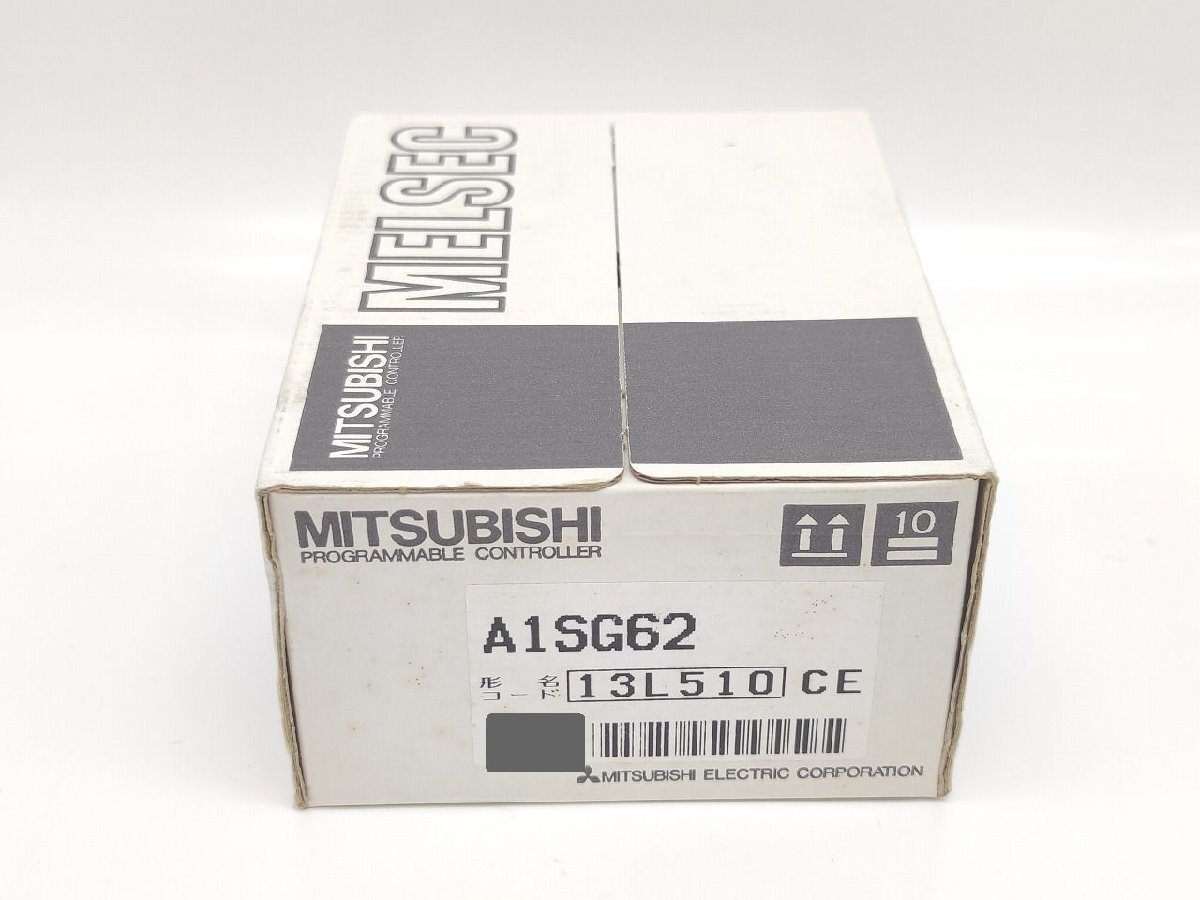 MELSEC
MITSUBISHI
PROGRAMMABLE CONTROLLER
MITSUBISHI
PROGRAMMABLE CONTROLLER
10
A1SG62
形名
コード 13L510 CE
MITSUBISHI ELECTRIC CORPORATION